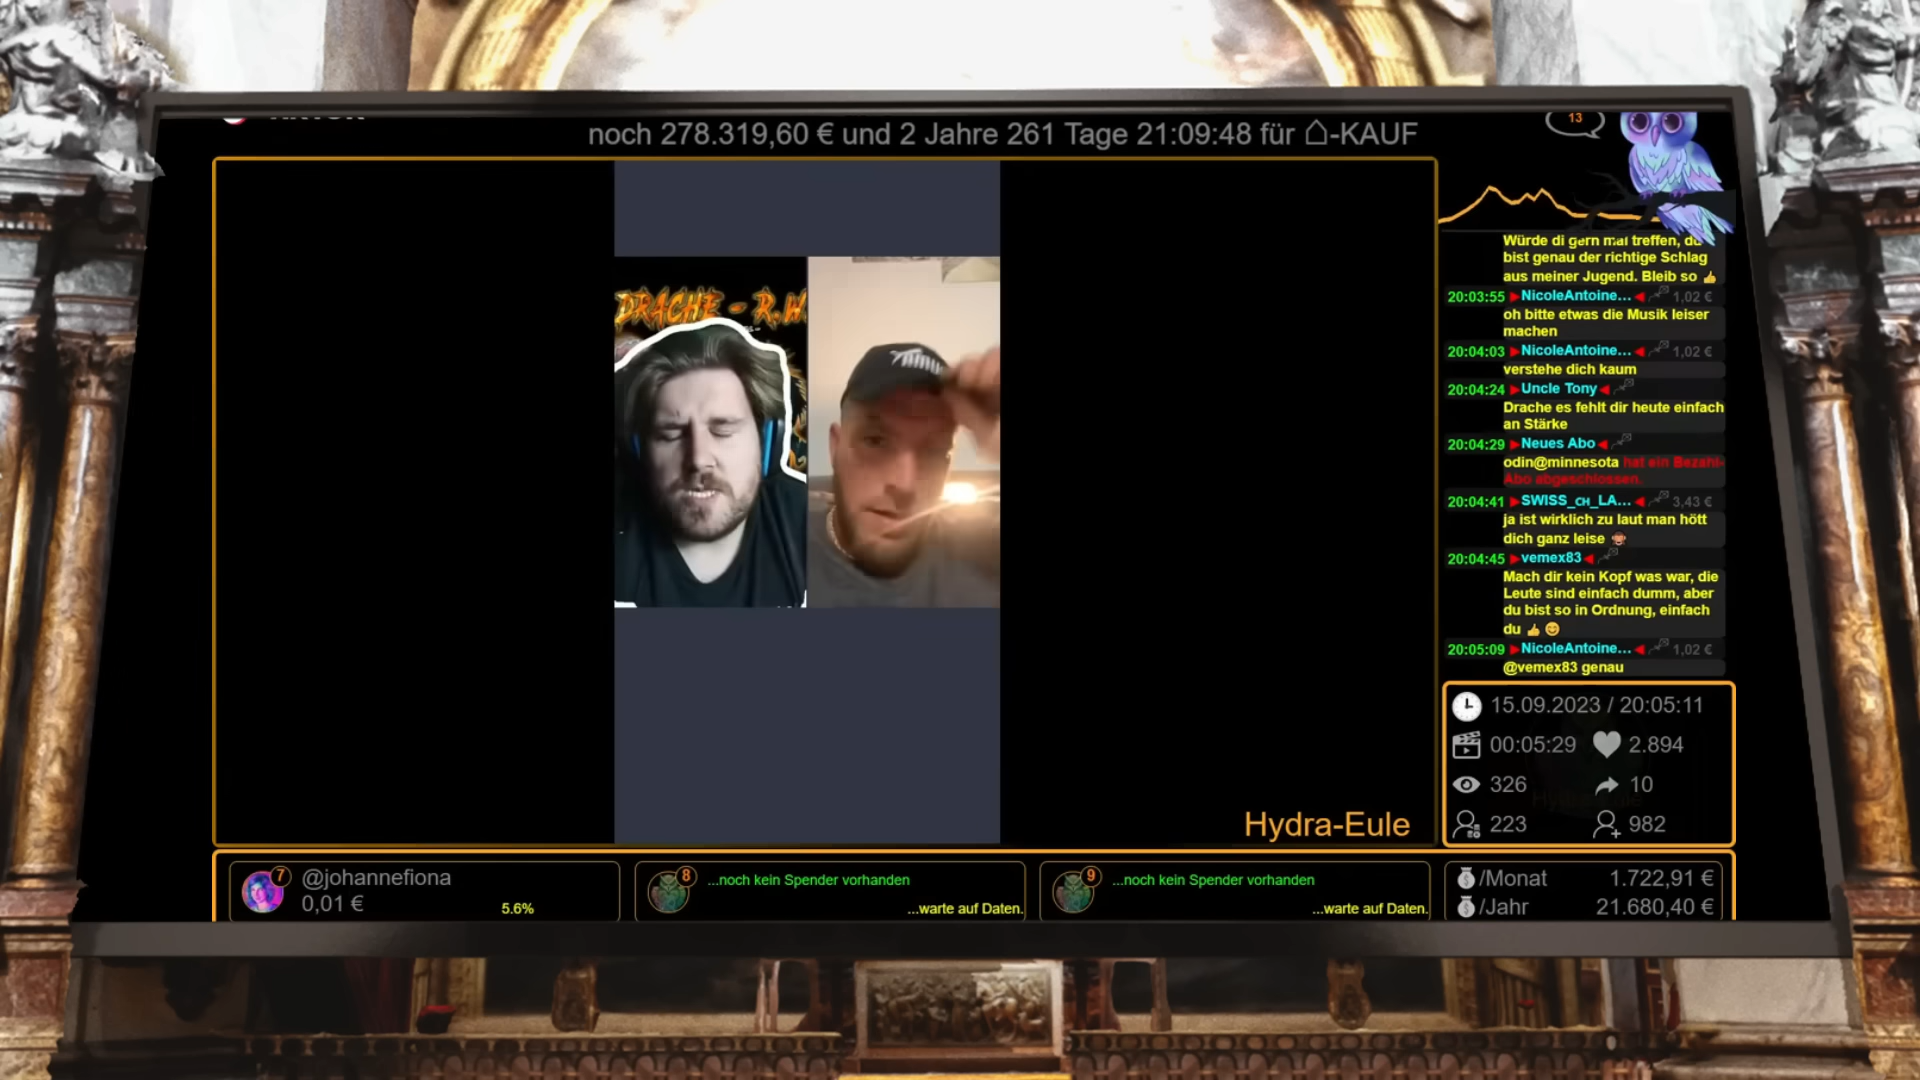 noch 278.319,60 € und 2 Jahre 261 Tage 21:09:48 für ⌂-KAUF
13
DRACHE - R.W.
Würde di gern mal treffen, du
bist genau der richtige Schlag
aus meiner Jugend. Bleib so 👍
20:03:55 NicoleAntoine... 1,02 €
oh bitte etwas die Musik leiser
machen
20:04:03 NicoleAntoine... 1,02 €
verstehe dich kaum
20:04:24 Uncle Tony
Drache es fehlt dir heute einfach
an Stärke
20:04:29 Neues Abo
odin@minnesota hat ein Bezahl-
Abo abgeschlossen.
20:04:41 SWISS_CH_LA... 3,43 €
ja ist wirklich zu laut man hött
dich ganz leise 🙊
20:04:45 vemex83
Mach dir kein Kopf was war, die
Leute sind einfach dumm, aber
du bist so in Ordnung, einfach
du 👍 😊
20:05:09 NicoleAntoine... 1,02 €
@vemex83 genau
15.09.2023 / 20:05:11
00:05:29 2.894
326 10
223 982
Hydra-Eule
7 @johannefiona
0,01 €
5.6%
8 ...noch kein Spender vorhanden
...warte auf Daten.
9 ...noch kein Spender vorhanden
...warte auf Daten.
/Monat 1.722,91 €
/Jahr 21.680,40 €